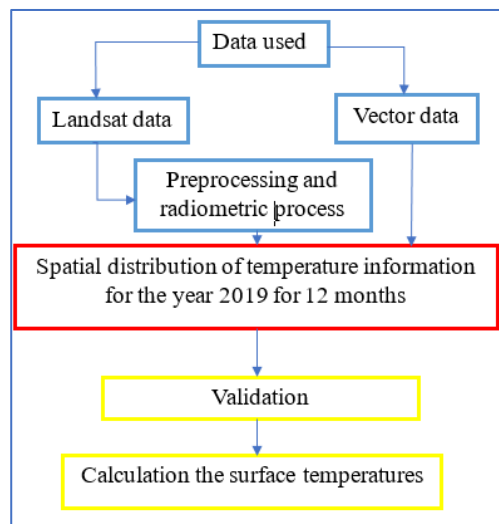 Data used
Landsat data
Vector data
Preprocessing and
radiometric process
Spatial distribution of temperature information
for the year 2019 for 12 months
Validation
Calculation the surface temperatures